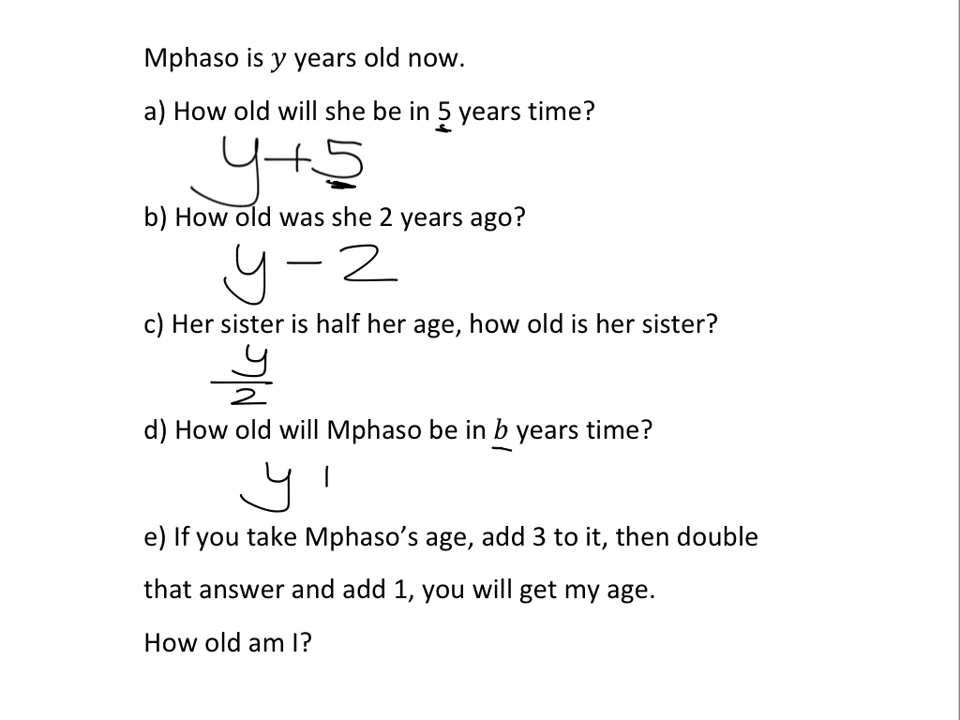 Mphaso is y years old now.
a) How old will she be in 5 years time?
y+5
b) How old was she 2 years ago?
y - 2
c) Her sister is half her age, how old is her sister?
y
2
d) How old will Mphaso be in b years time?
y
e) If you take Mphaso’s age, add 3 to it, then double
that answer and add 1, you will get my age.
How old am I?